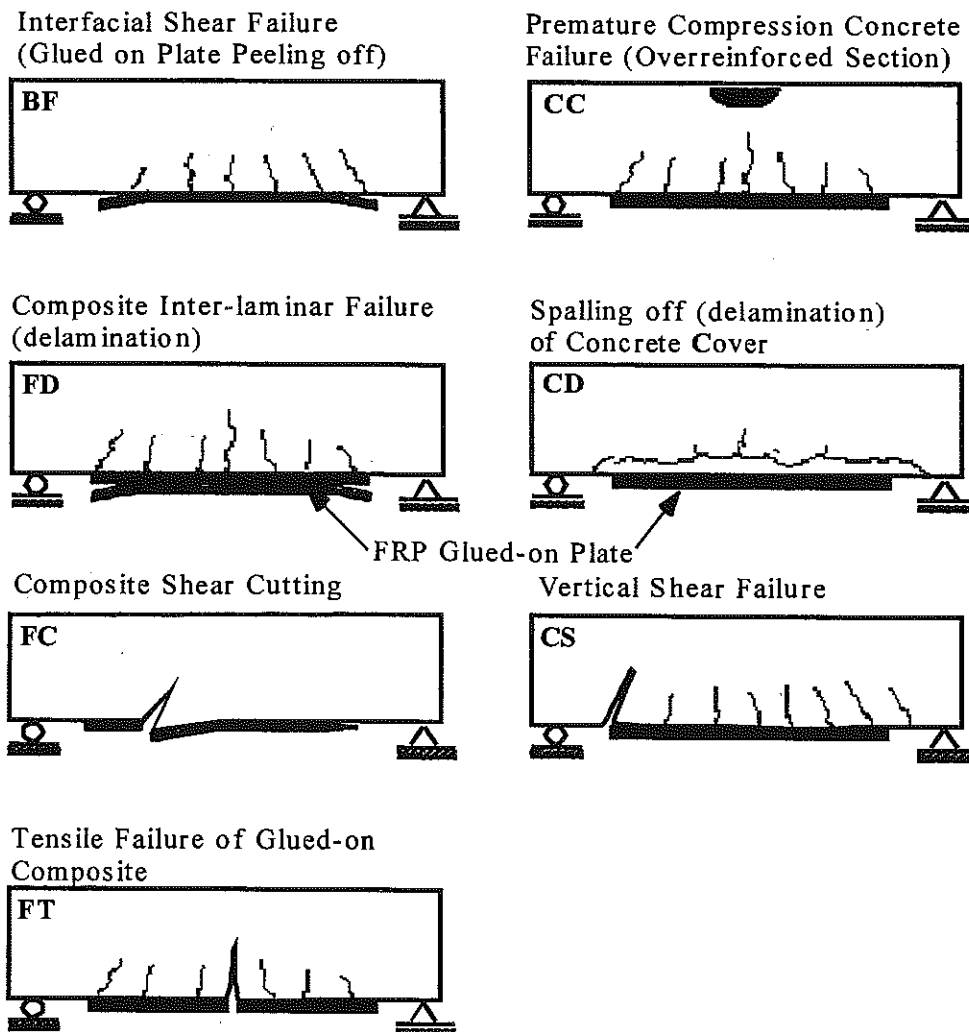 Interfacial Shear Failure
(Glued on Plate Peeling off)
BF
Premature Compression Concrete
Failure (Overreinforced Section)
CC
Composite Inter-laminar Failure
(delamination)
FD
Spalling off (delamination)
of Concrete Cover
CD
FRP Glued-on Plate
Composite Shear Cutting
FC
Vertical Shear Failure
CS
Tensile Failure of Glued-on
Composite
FT